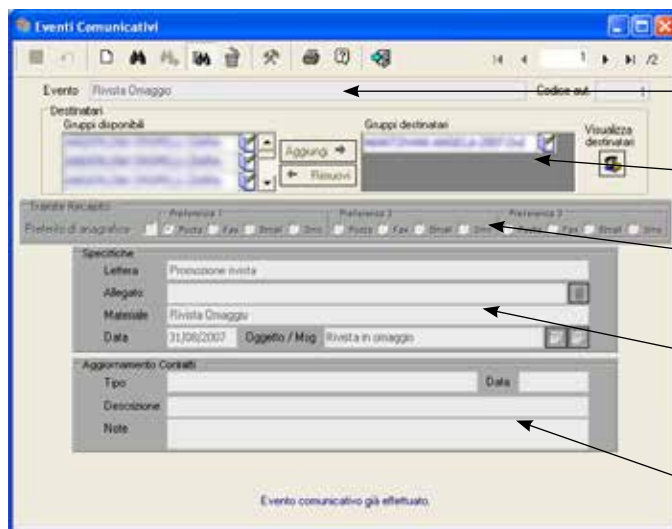 Eventi Comunicativi
1 /2
Evento Rivista Omaggio Codice aut. 1
Destinatari
Gruppi disponibili Gruppi destinatari
Aggiungi
Rimuovi
Visualizza destinatari
Tramite Recapito
Preferenza 1 Preferenza 2 Preferenza 3
Preferito di anagrafica Posta Fax Email Sms Posta Fax Email Sms Posta Fax Email Sms
Specifiche
Lettera Promozione rivista
Allegato
Materiale Rivista Omaggio
Data 31/08/2007 Oggetto / Msg Rivista in omaggio
Aggiornamento Contatti
Tipo Data
Descrizione
Note
Evento comunicativo già effettuato.